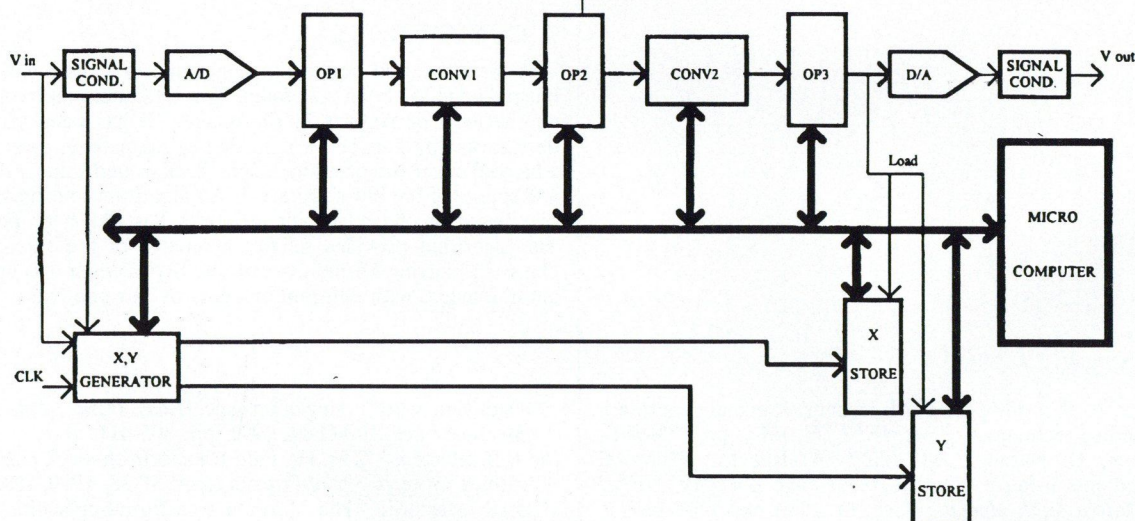 V in
SIGNAL
COND.
A/D
OP1
CONV1
OP2
CONV2
OP3
D/A
SIGNAL
COND.
V out
Load
MICRO
COMPUTER
X,Y
GENERATOR
CLK
X
STORE
Y
STORE